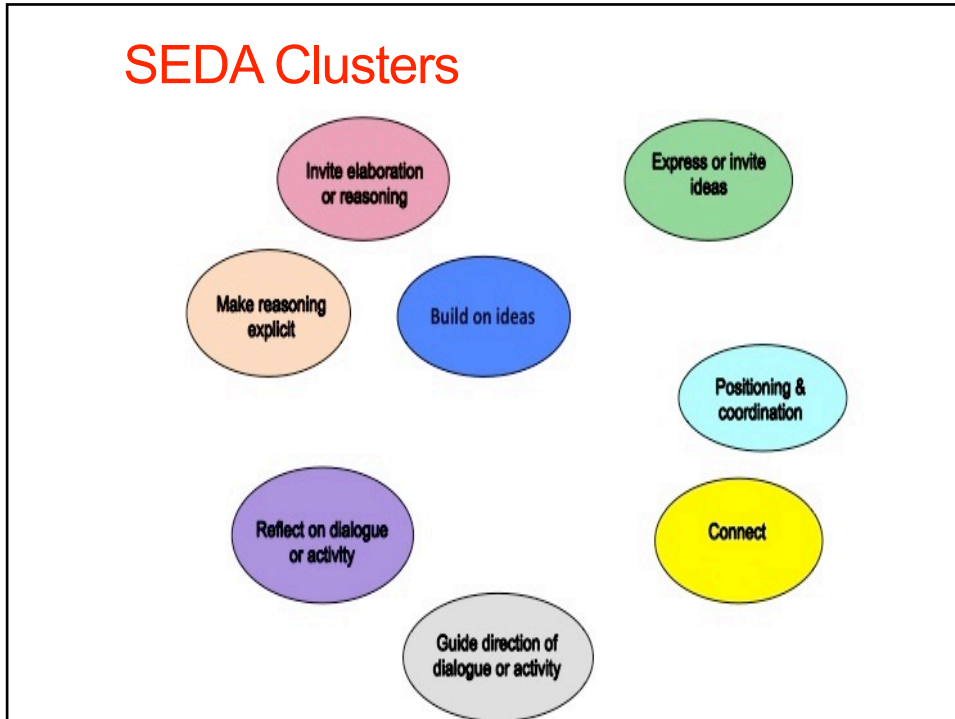 SEDA Clusters
Invite elaboration
or reasoning
Express or invite
ideas
Make reasoning
explicit
Build on ideas
Positioning &
coordination
Reflect on dialogue
or activity
Connect
Guide direction of
dialogue or activity